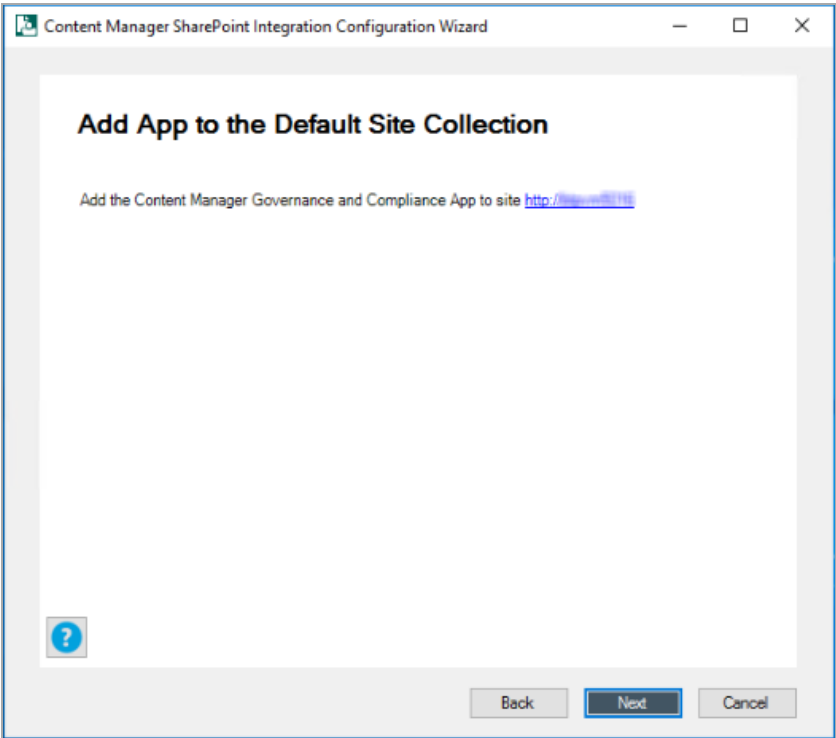 Content Manager SharePoint Integration Configuration Wizard
Add App to the Default Site Collection
Add the Content Manager Governance and Compliance App to site http://
?
Back
Next
Cancel